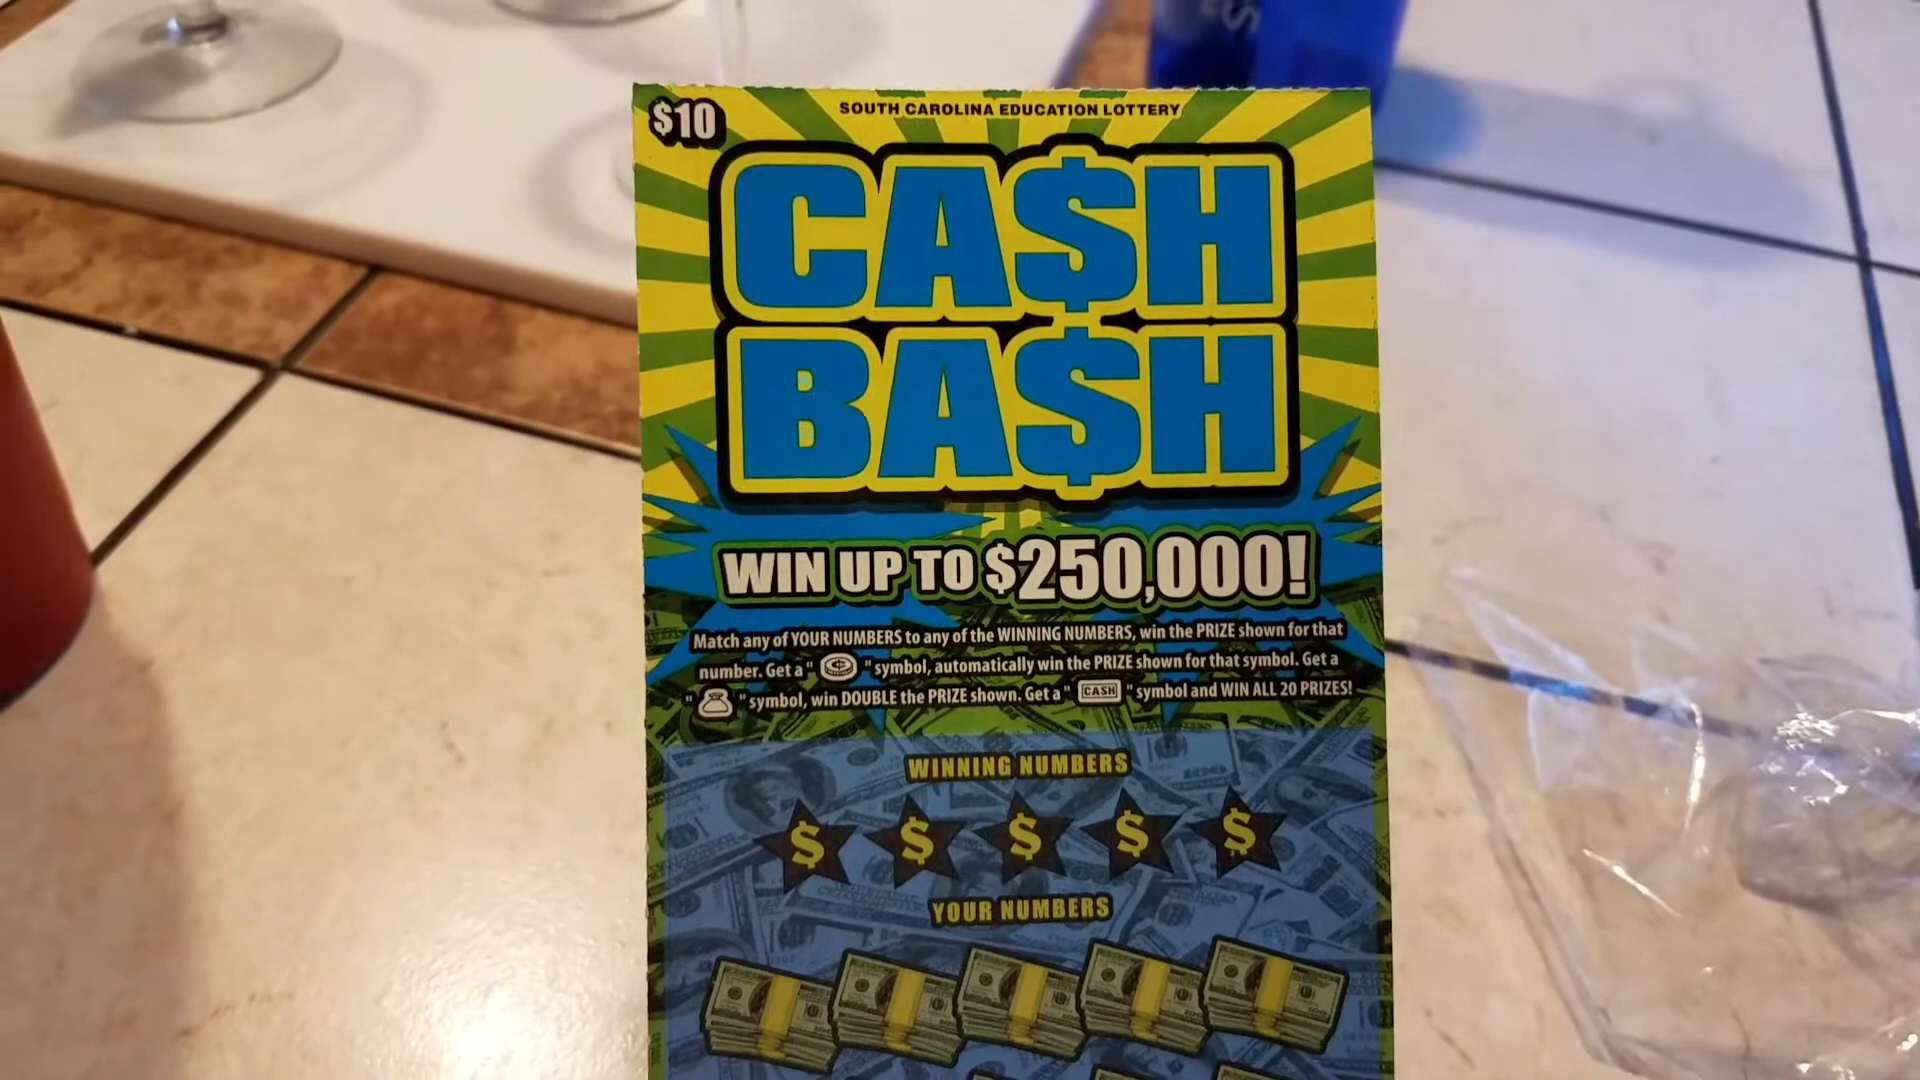 $10
SOUTH CAROLINA EDUCATION LOTTERY
CA$H
BA$H
WIN UP TO $250,000!
Match any of YOUR NUMBERS to any of the WINNING NUMBERS, win the PRIZE shown for that
number. Get a " " symbol, automatically win the PRIZE shown for that symbol. Get a
" " symbol, win DOUBLE the PRIZE shown. Get a " CASH " symbol and WIN ALL 20 PRIZES!
WINNING NUMBERS
$ $ $ $ $
YOUR NUMBERS